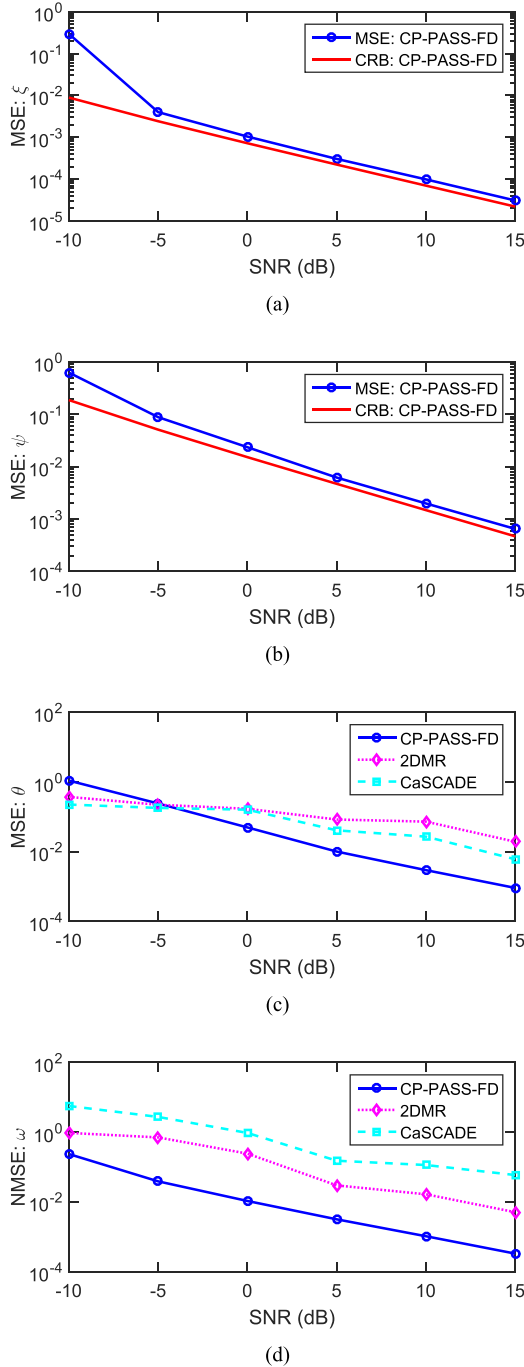 10^0
10^-1
10^-2
10^-3
10^-4
10^-5
MSE: ξ
MSE: CP-PASS-FD
CRB: CP-PASS-FD
-10 -5 0 5 10 15
SNR (dB)
(a)
10^0
10^-1
10^-2
10^-3
10^-4
MSE: ψ
MSE: CP-PASS-FD
CRB: CP-PASS-FD
-10 -5 0 5 10 15
SNR (dB)
(b)
10^2
10^0
10^-2
10^-4
MSE: θ
CP-PASS-FD
2DMR
CaSCADE
-10 -5 0 5 10 15
SNR (dB)
(c)
10^2
10^0
10^-2
10^-4
NMSE: ω
CP-PASS-FD
2DMR
CaSCADE
-10 -5 0 5 10 15
SNR (dB)
(d)